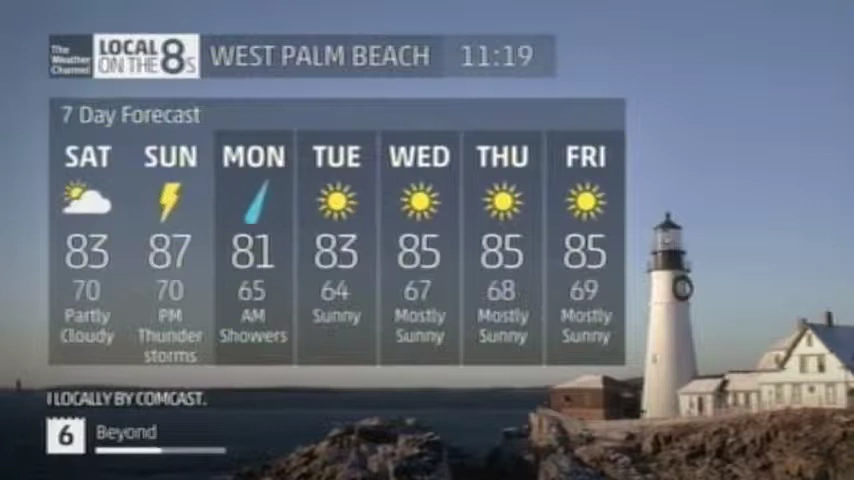 The Weather Channel
LOCAL ON THE 8s
WEST PALM BEACH 11:19
7 Day Forecast
SAT SUN MON TUE WED THU FRI
83 87 81 83 85 85 85
70 70 65 64 67 68 69
Partly Cloudy
PM Thunder storms
AM Showers
Sunny
Mostly Sunny
Mostly Sunny
Mostly Sunny
LOCALLY BY COMCAST.
6 Beyond